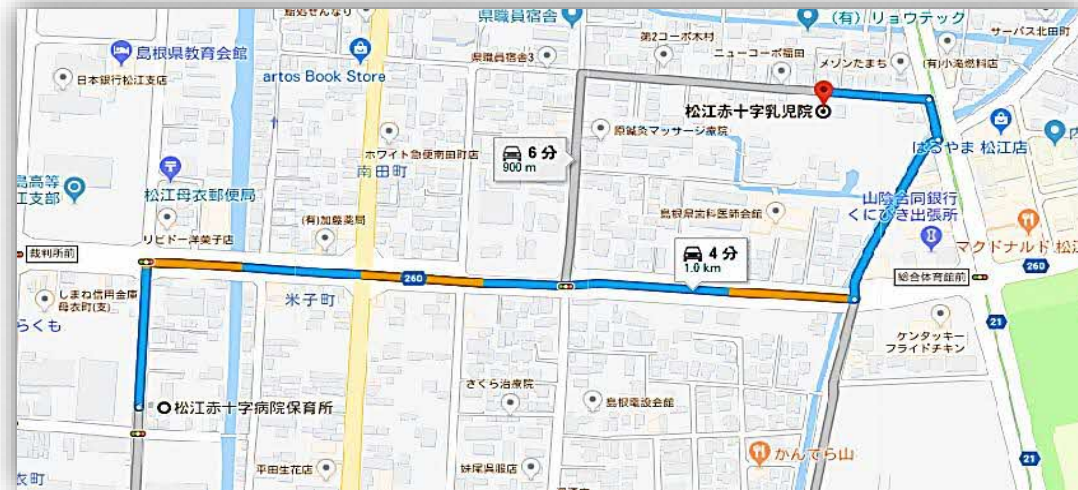 県職員宿舎
(有) リョウテック
サーパス北田町
島根県教育会館
日本銀行松江支店
artos Book Store
県職員宿舎3
第2コーポ木村
ニューコーポ福田
メゾンたまち
(有)小滝燃料店
松江赤十字乳児院
原鍼灸マッサージ療院
はるやま 松江店
6 分
900 m
ホワイト急便南田町店
南田町
松江母衣郵便局
島高等
江支部
リビドー洋菓子店
(有)加藤薬局
島根県歯科医師会館
山陰合同銀行
くにびき出張所
マクドナルド 松江
裁判所前
4 分
1.0 km
260
260
総合体育館前
しまね信用金庫
母衣町(支)
らくも
米子町
21
ケンタッキー
フライドチキン
さくら治療院
松江赤十字病院保育所
島根電設会館
かんてら山
平田生花店
妹尾呉服店
衣町
21